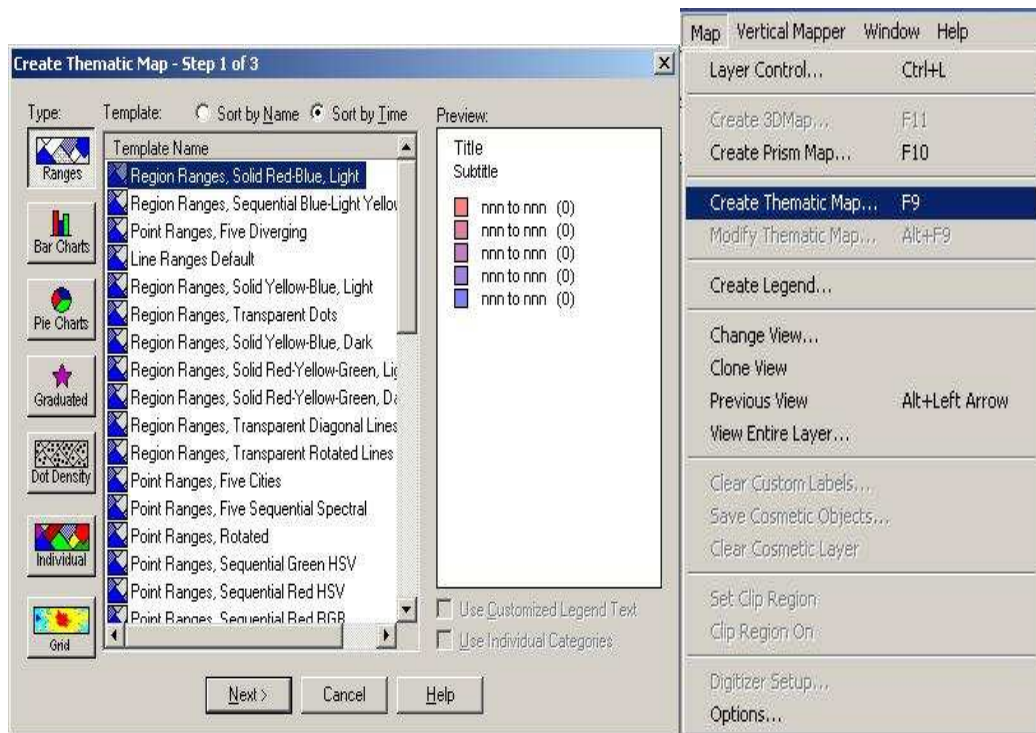 Create Thematic Map - Step 1 of 3
Type:
Ranges
Bar Charts
Pie Charts
Graduated
Dot Density
Individual
Grid
Template: Sort by Name Sort by Time
Template Name
Region Ranges, Solid Red-Blue, Light
Region Ranges, Sequential Blue-Light Yellow
Point Ranges, Five Diverging
Line Ranges Default
Region Ranges, Solid Yellow-Blue, Light
Region Ranges, Transparent Dots
Region Ranges, Solid Yellow-Blue, Dark
Region Ranges, Solid Red-Yellow-Green, Lig
Region Ranges, Solid Red-Yellow-Green, Da
Region Ranges, Transparent Diagonal Lines
Region Ranges, Transparent Rotated Lines
Point Ranges, Five Cities
Point Ranges, Five Sequential Spectral
Point Ranges, Rotated
Point Ranges, Sequential Green HSV
Point Ranges, Sequential Red HSV
Point Ranges, Sequential Red RGB
Preview:
Title
Subtitle
nnn to nnn (0)
nnn to nnn (0)
nnn to nnn (0)
nnn to nnn (0)
nnn to nnn (0)
Use Customized Legend Text
Use Individual Categories
Next > Cancel Help
Map Vertical Mapper Window Help
Layer Control... Ctrl+L
Create 3DMap... F11
Create Prism Map... F10
Create Thematic Map... F9
Modify Thematic Map... Alt+F9
Create Legend...
Change View...
Clone View
Previous View Alt+Left Arrow
View Entire Layer...
Clear Custom Labels...
Save Cosmetic Objects...
Clear Cosmetic Layer
Set Clip Region
Clip Region On
Digitizer Setup...
Options...